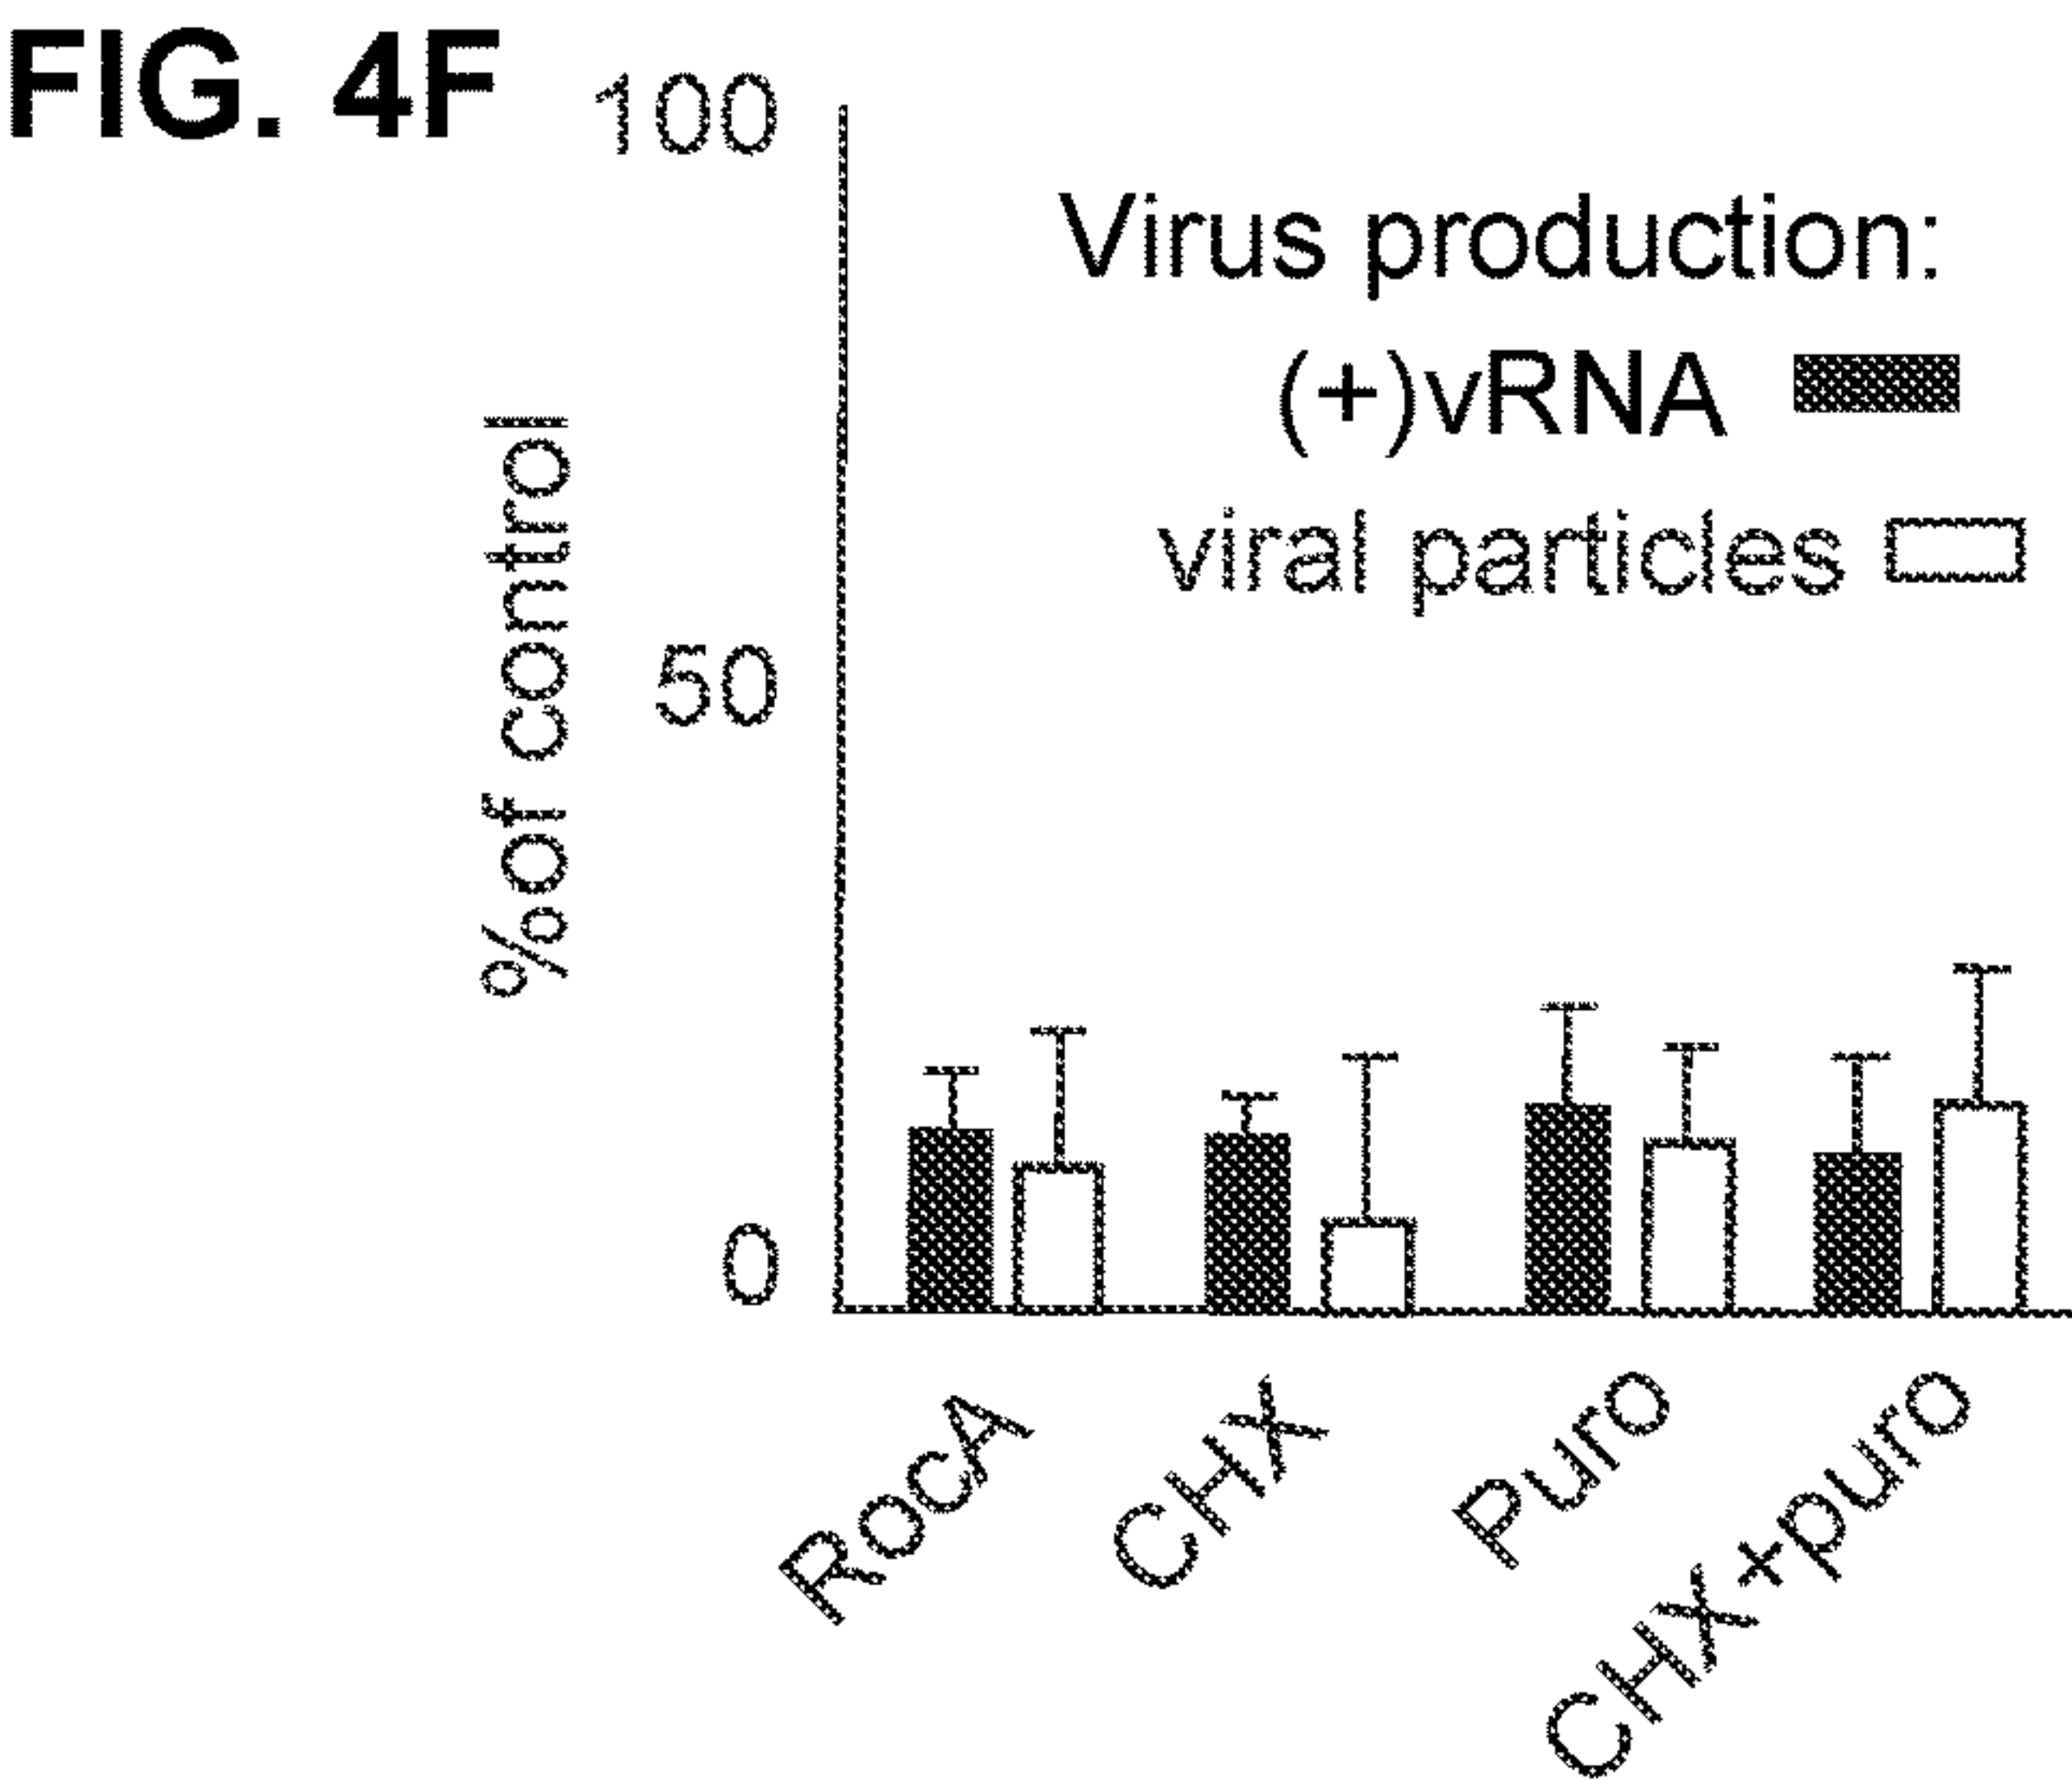 FIG. 4F
100
50
0
%of control
Virus production:
(+)vRNA
viral particles
RocA
CHX
Puro
CHX+puro